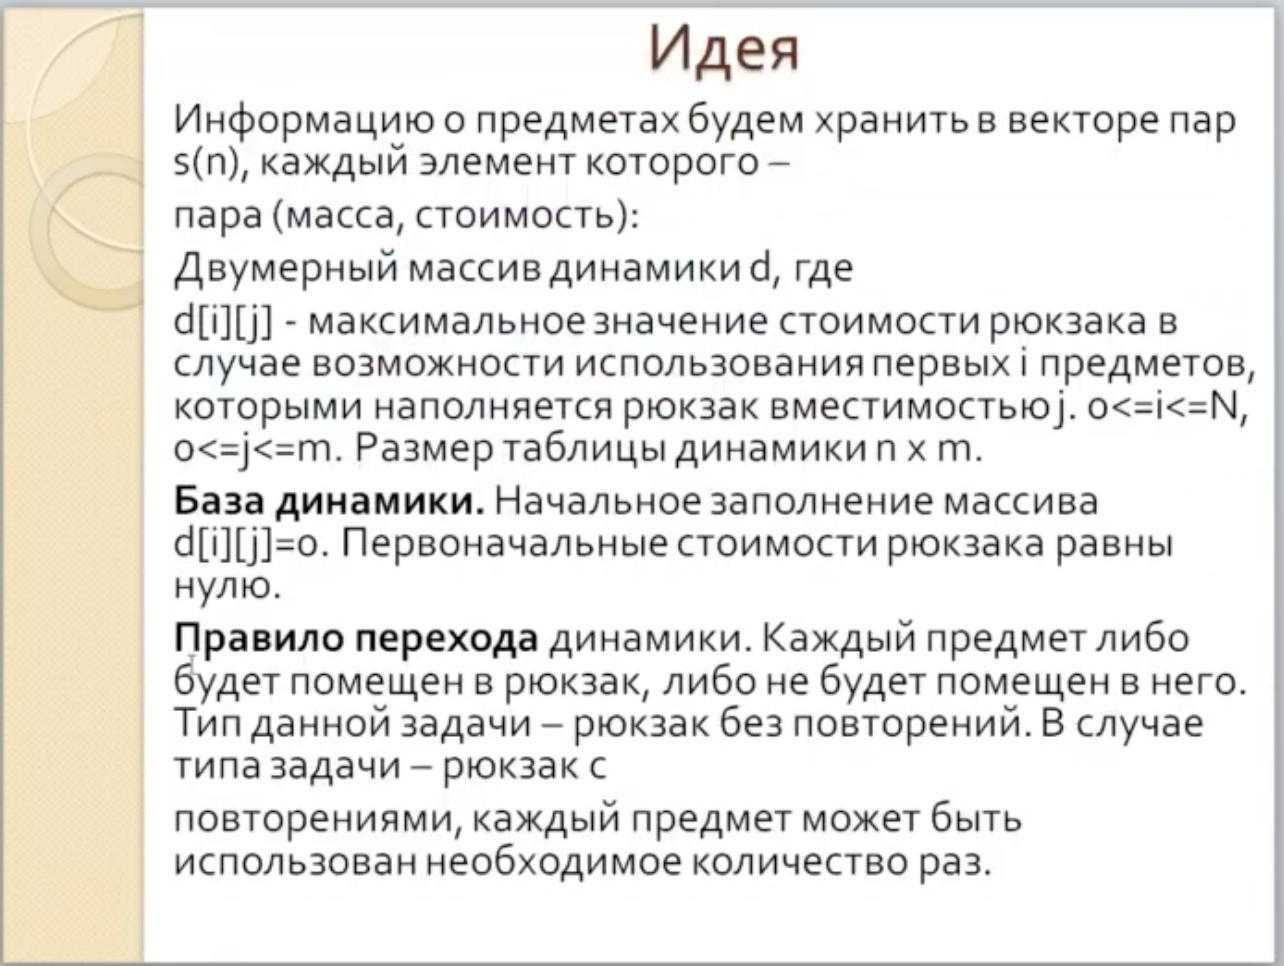 Идея
Информацию о предметах будем хранить в векторе пар
s(n), каждый элемент которого –
пара (масса, стоимость):
Двумерный массив динамики d, где
d[i][j] - максимальное значение стоимости рюкзака в
случае возможности использования первых i предметов,
которыми наполняется рюкзак вместимостью j. 0<=i<=N,
0<=j<=m. Размер таблицы динамики n x m.
База динамики. Начальное заполнение массива
d[i][j]=0. Первоначальные стоимости рюкзака равны
нулю.
Правило перехода динамики. Каждый предмет либо
будет помещен в рюкзак, либо не будет помещен в него.
Тип данной задачи – рюкзак без повторений. В случае
типа задачи – рюкзак с
повторениями, каждый предмет может быть
использован необходимое количество раз.